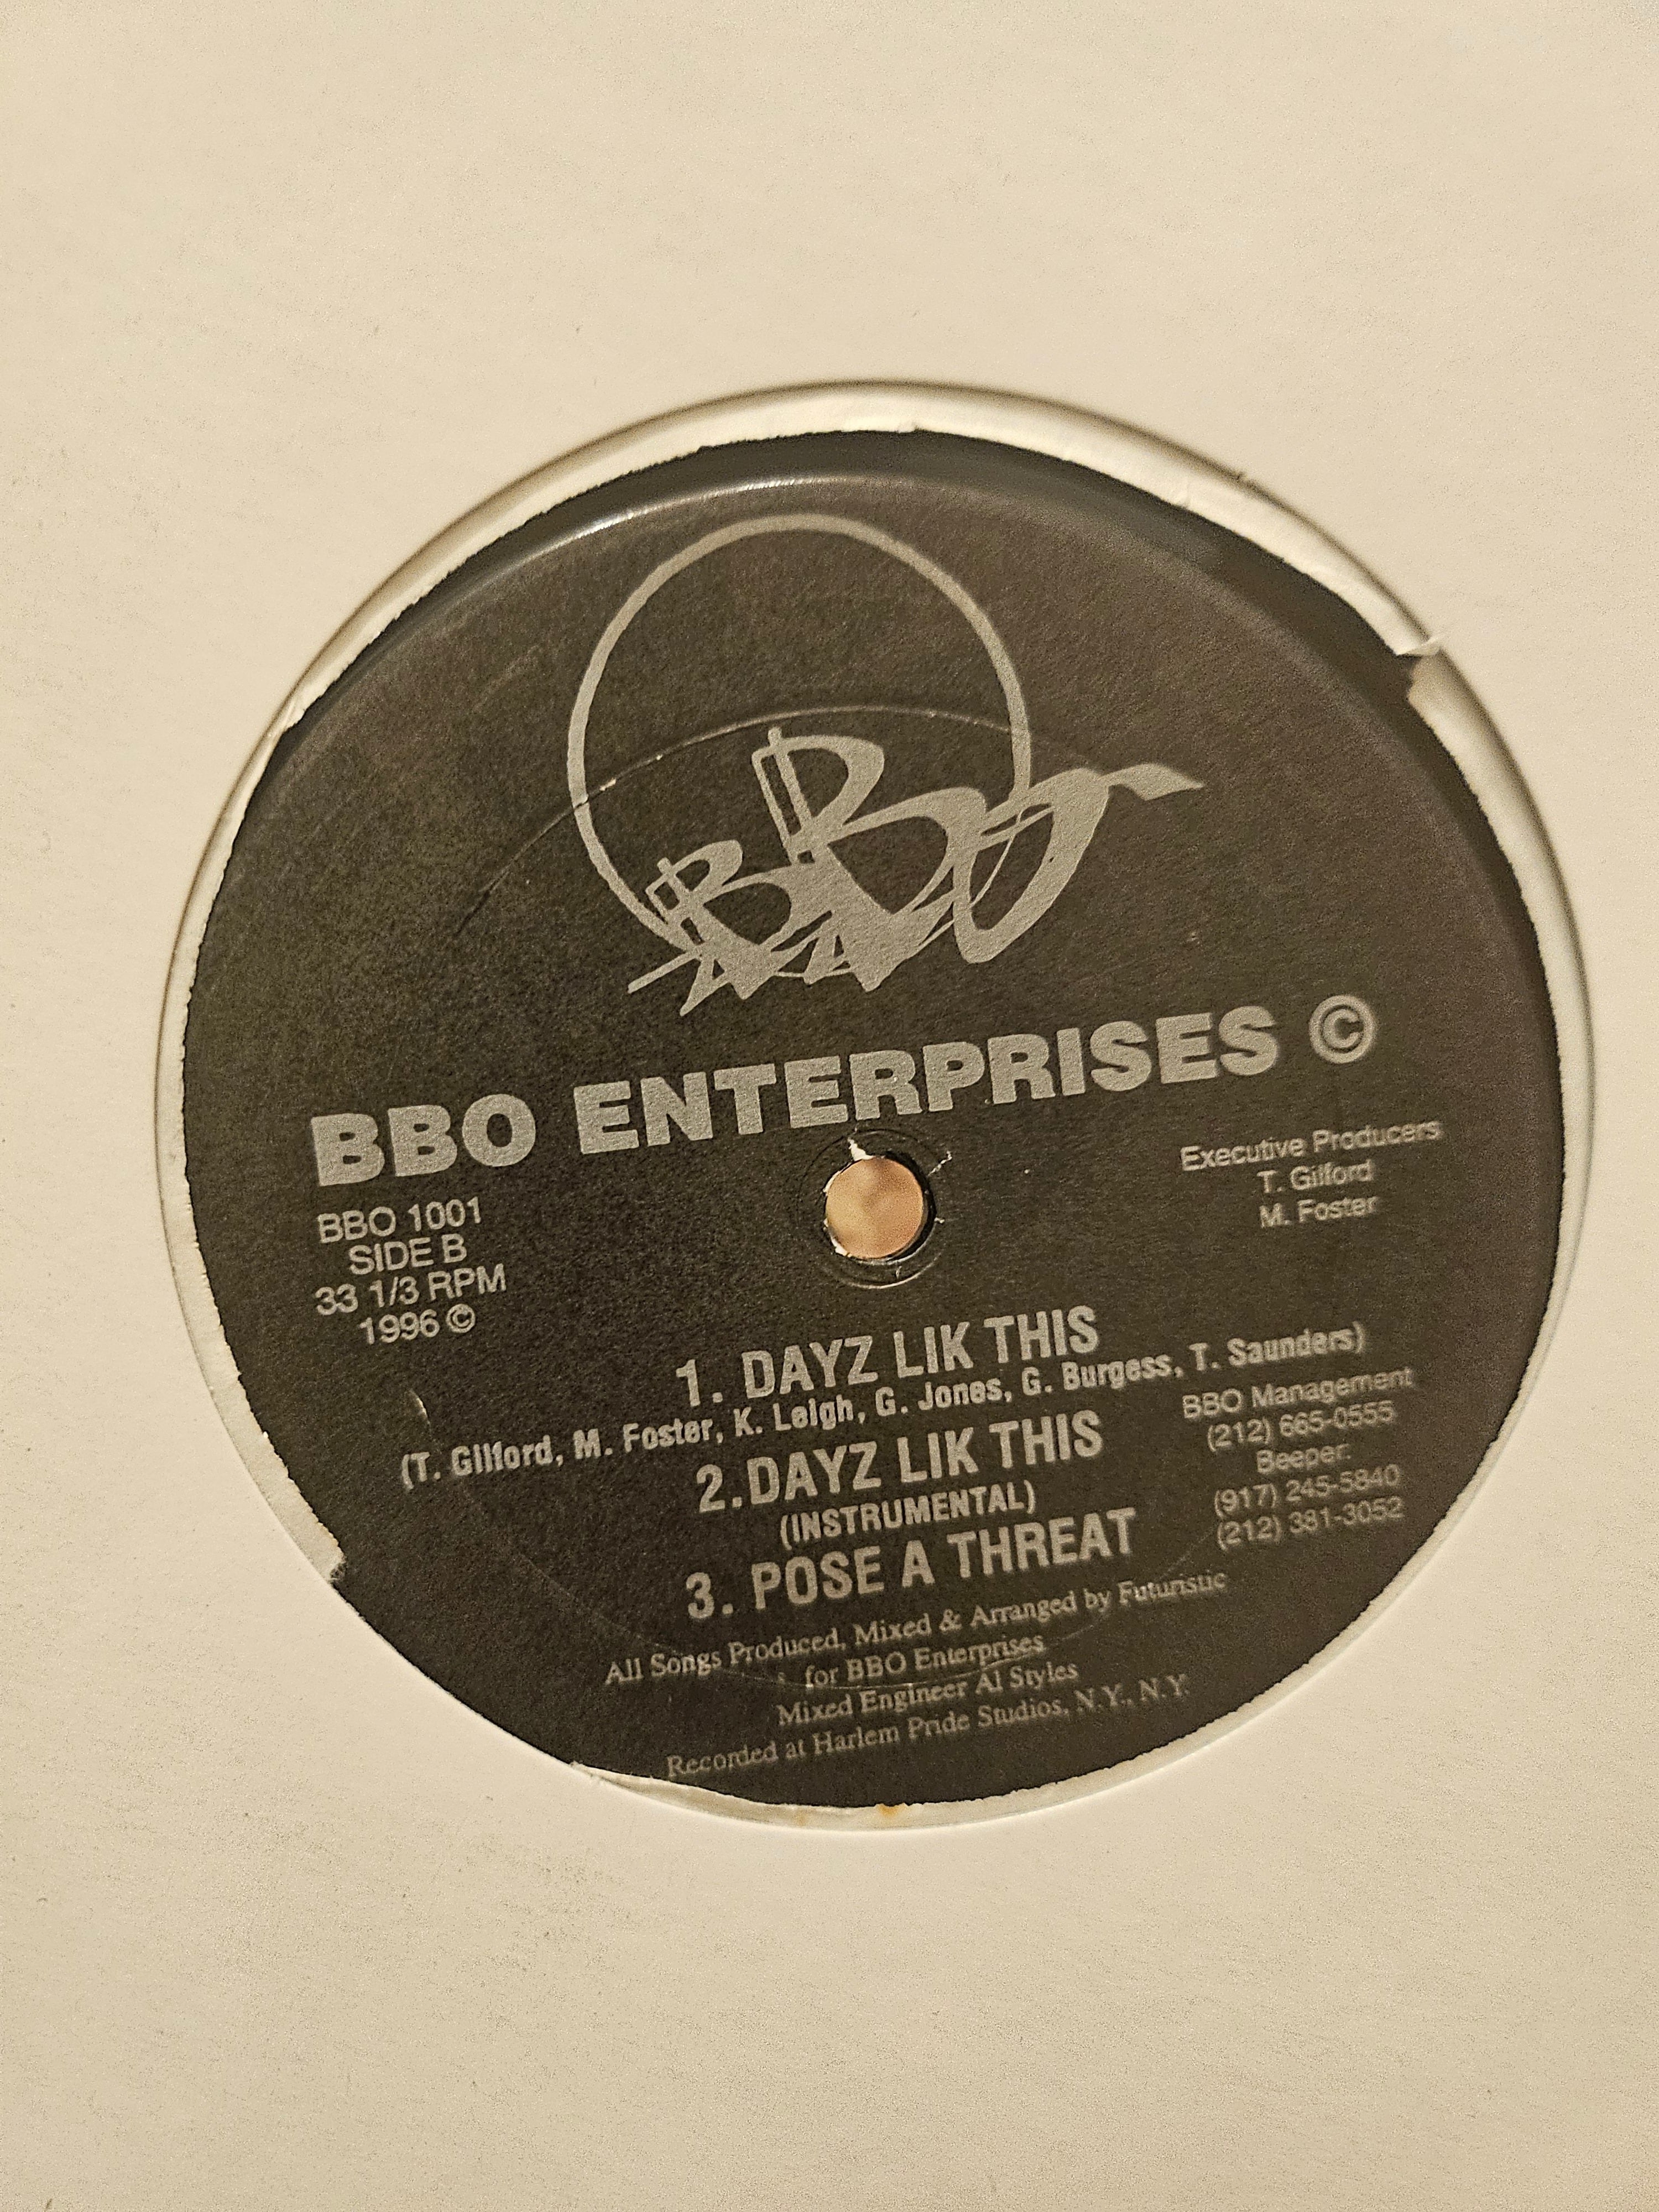 BBO
BBO ENTERPRISES ©
BBO 1001
SIDE B
33 1/3 RPM
1996 ©
Executive Producers
T. Gilford
M. Foster
1. DAYZ LIK THIS
(T. Gilford, M. Foster, K. Leigh, G. Jones, G. Burgess, T. Saunders)
2.DAYZ LIK THIS
(INSTRUMENTAL)
3. POSE A THREAT
BBO Management
(212) 665-0555
Beeper:
(917) 245-5840
(212) 381-3052
All Songs Produced, Mixed & Arranged by Futuristic
for BBO Enterprises
Mixed Engineer Al Styles
Recorded at Harlem Pride Studios, N.Y., N.Y.